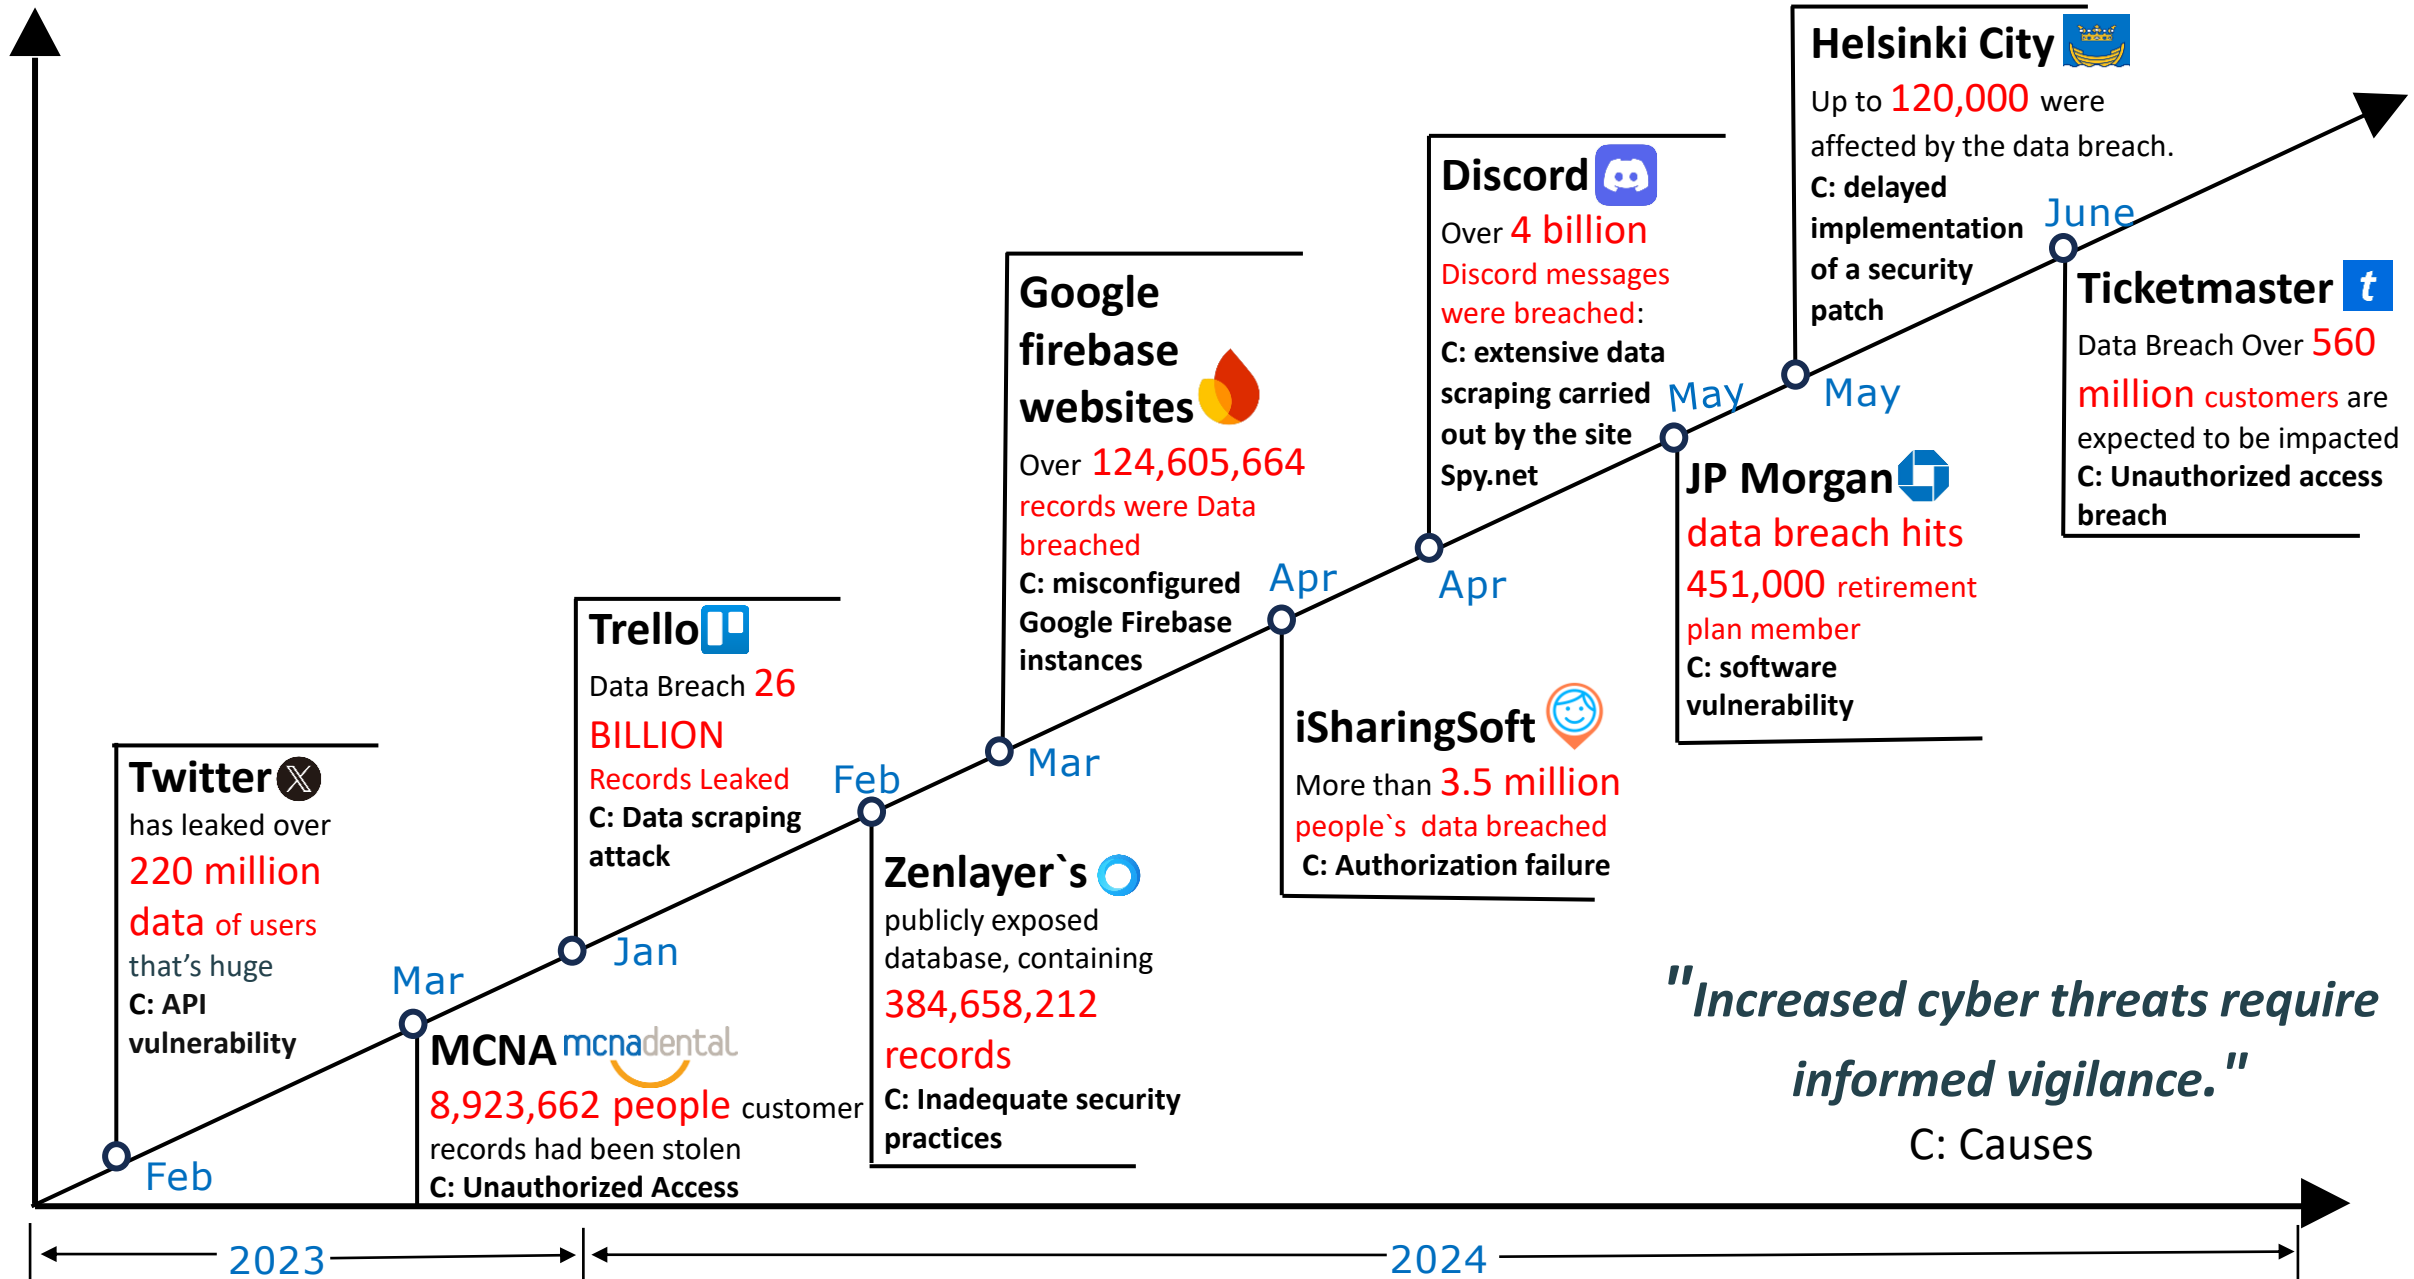 Twitter
has leaked over
220 million
data of users
that’s huge
C: API
vulnerability
Feb
Mar
MCNA mcnadental
8,923,662 people customer
records had been stolen
C: Unauthorized Access
Trello
Data Breach 26
BILLION
Records Leaked
C: Data scraping
attack
Jan
Feb
Zenlayer`s
publicly exposed
database, containing
384,658,212
records
C: Inadequate security
practices
Google
firebase
websites
Over 124,605,664
records were Data
breached
C: misconfigured
Google Firebase
instances
Mar
Apr
iSharingSoft
More than 3.5 million
people`s data breached
C: Authorization failure
Discord
Over 4 billion
Discord messages
were breached:
C: extensive data
scraping carried
out by the site
Spy.net
Apr
May
JP Morgan
data breach hits
451,000 retirement
plan member
C: software
vulnerability
Helsinki City
Up to 120,000 were
affected by the data breach.
C: delayed
implementation
of a security
patch
May
June
Ticketmaster t
Data Breach Over 560
million customers are
expected to be impacted
C: Unauthorized access
breach
"Increased cyber threats require
informed vigilance."
C: Causes
2023
2024